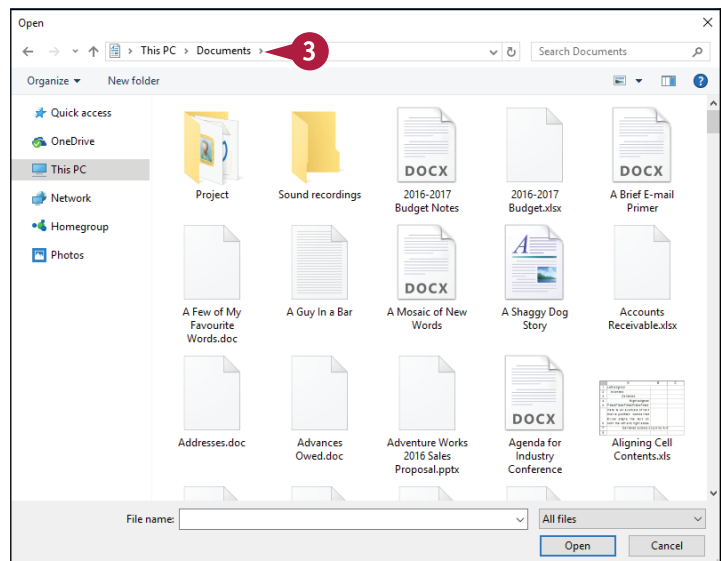 Open
This PC > Documents >
3
Search Documents
Organize
New folder
Quick access
OneDrive
This PC
Network
Homegroup
Photos
Project
Sound recordings
DOCX
2016-2017
Budget Notes
2016-2017
Budget.xlsx
DOCX
A Brief E-mail
Primer
A Few of My
Favourite
Words.doc
A Guy In a Bar
DOCX
A Mosaic of New
Words
A
A Shaggy Dog
Story
Accounts
Receivable.xlsx
Addresses.doc
Advances
Owed.doc
Adventure Works
2016 Sales
Proposal.pptx
DOCX
Agenda for
Industry
Conference
Aligning Cell
Contents.xls
File name:
All files
Open
Cancel